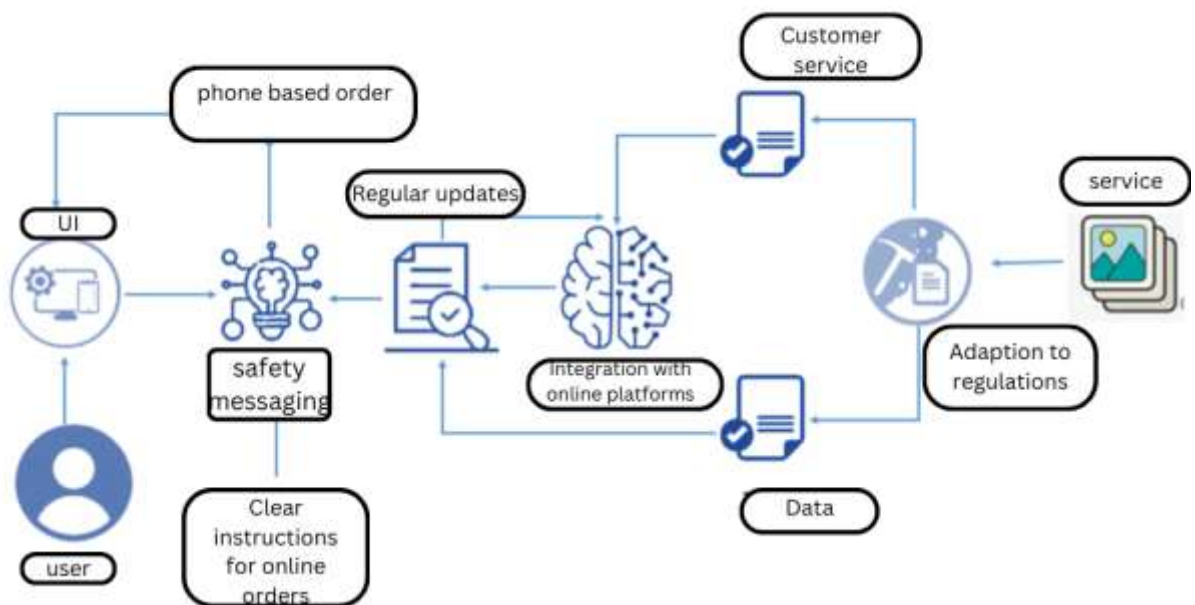 Customer
service
phone based order
Regular updates
service
UI
safety
messaging
Integration with
online platforms
Adaption to
regulations
Clear
instructions
for online
orders
Data
user